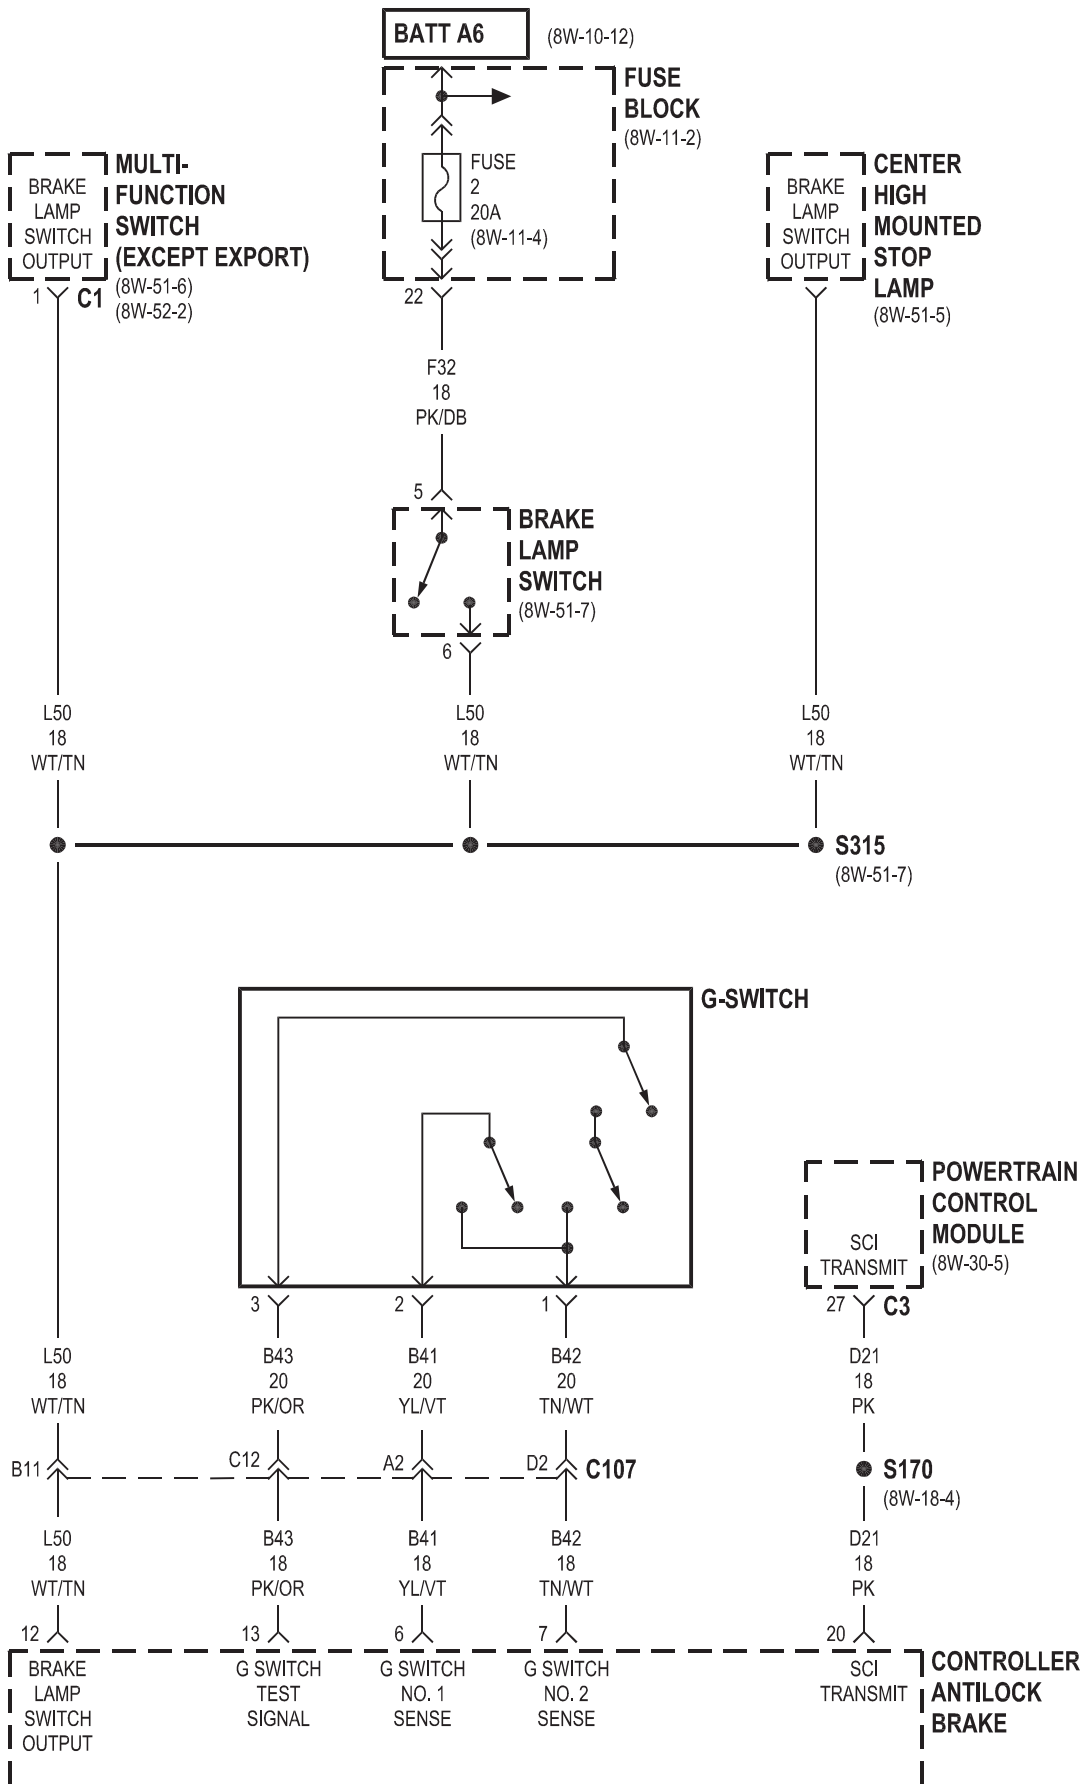 BATT A6
(8W-10-12)
FUSE
BLOCK
(8W-11-2)
FUSE
2
20A
(8W-11-4)
22
MULTI-
FUNCTION
SWITCH
(EXCEPT EXPORT)
(8W-51-6)
(8W-52-2)
BRAKE
LAMP
SWITCH
OUTPUT
1
C1
CENTER
HIGH
MOUNTED
STOP
LAMP
(8W-51-5)
BRAKE
LAMP
SWITCH
OUTPUT
F32
18
PK/DB
5
BRAKE
LAMP
SWITCH
(8W-51-7)
6
L50
18
WT/TN
L50
18
WT/TN
L50
18
WT/TN
S315
(8W-51-7)
G-SWITCH
3
2
1
POWERTRAIN
CONTROL
MODULE
(8W-30-5)
SCI
TRANSMIT
27
C3
L50
18
WT/TN
B43
20
PK/OR
B41
20
YL/VT
B42
20
TN/WT
D21
18
PK
B11
C12
A2
D2
C107
S170
(8W-18-4)
L50
18
WT/TN
B43
18
PK/OR
B41
18
YL/VT
B42
18
TN/WT
D21
18
PK
12
13
6
7
20
BRAKE
LAMP
SWITCH
OUTPUT
G SWITCH
TEST
SIGNAL
G SWITCH
NO. 1
SENSE
G SWITCH
NO. 2
SENSE
SCI
TRANSMIT
CONTROLLER
ANTILOCK
BRAKE